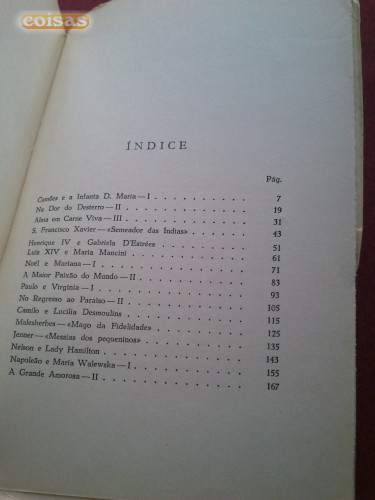 coisas
ÍNDICE
Pág.
Camões e a Infanta D. Maria — I . . . . . . . . . 7
Na Dor do Desterro — II . . . . . . . . . . . 19
Alma em Carne Viva — III . . . . . . . . . . . 31
S. Francisco Xavier — «Semeador das Índias» . . . . . 43
Henrique IV e Gabriela D'Estrées . . . . . . . . 51
Luís XIV e Maria Mancini . . . . . . . . . . 61
Noël e Mariana — I . . . . . . . . . . . . 71
A Maior Paixão do Mundo — II . . . . . . . . . 83
Paulo e Virgínia — I . . . . . . . . . . . . 93
No Regresso ao Paraíso — II . . . . . . . . . 105
Camilo e Lucília Desmoulins . . . . . . . . . 115
Malesherbes — «Mago da Fidelidade» . . . . . . . 125
Jenner — «Messias dos pequeninos» . . . . . . . . 135
Nelson e Lady Hamilton . . . . . . . . . . . 143
Napoleão e Maria Walewska — I . . . . . . . . . 155
A Grande Amorosa — II . . . . . . . . . . . 167